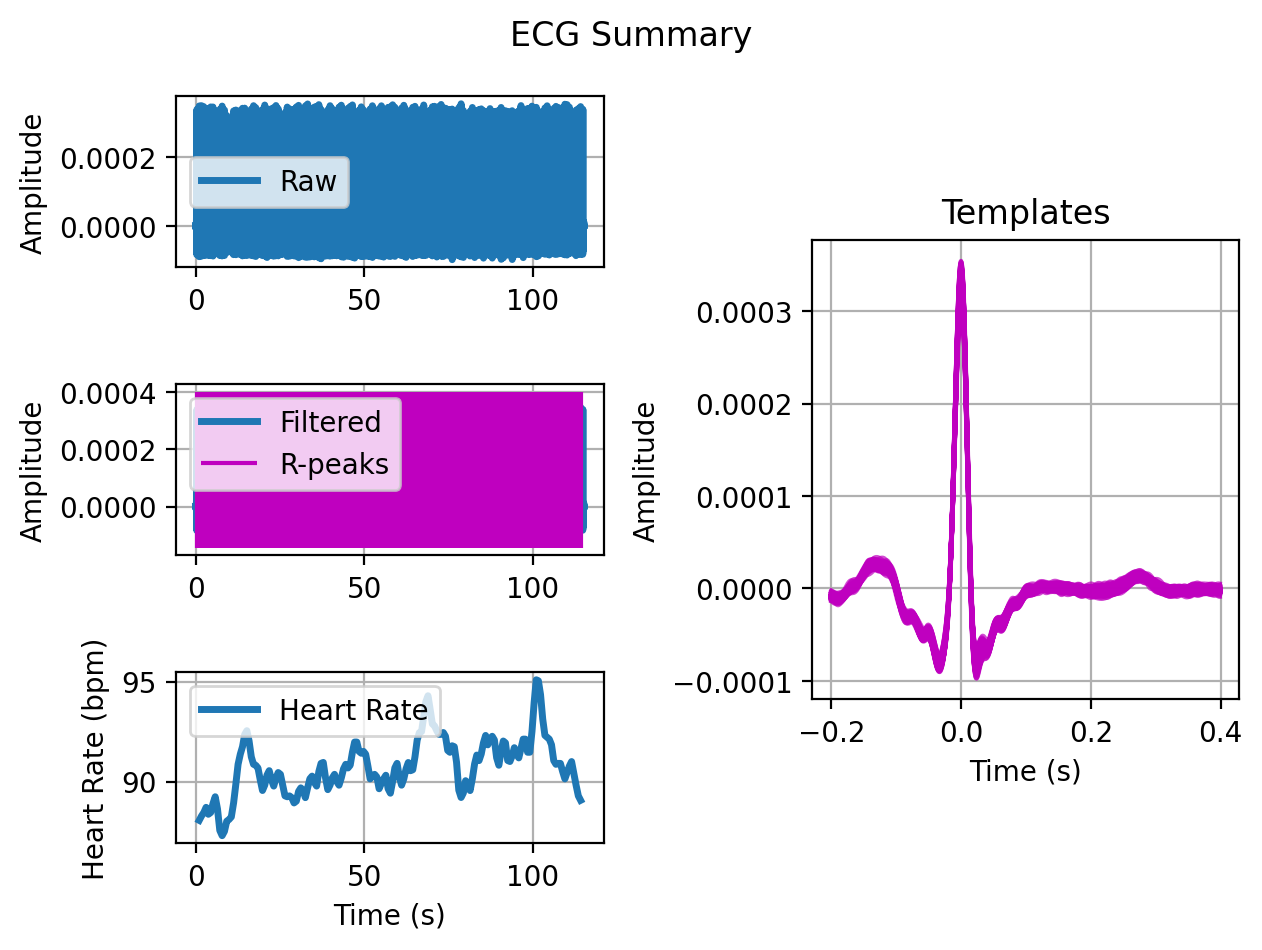 ECG Summary
Amplitude
0.0002
0.0000
Raw
0
50
100
Amplitude
0.0004
0.0002
0.0000
Filtered
R-peaks
0
50
100
Heart Rate (bpm)
95
90
Heart Rate
0
50
100
Time (s)
Templates
Amplitude
0.0003
0.0002
0.0001
0.0000
−0.0001
−0.2
0.0
0.2
0.4
Time (s)